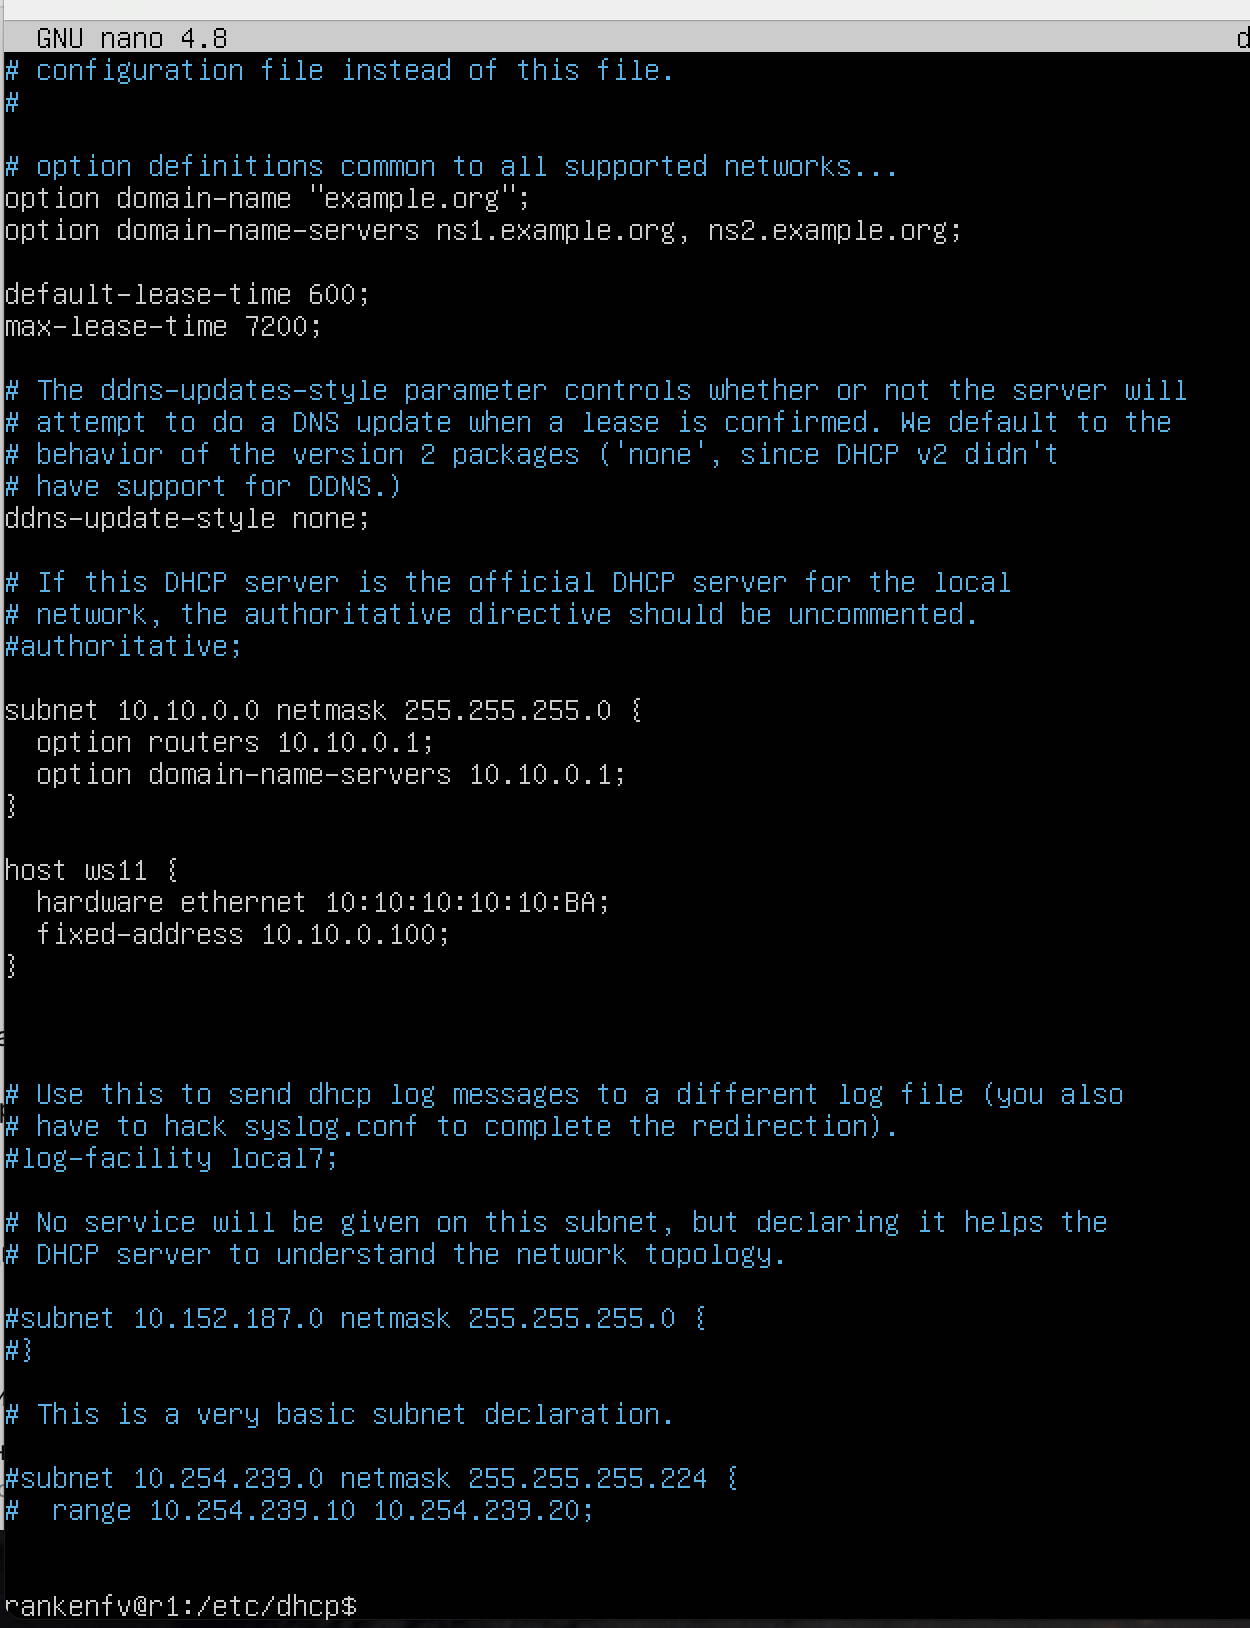 GNU nano 4.8 d
# configuration file instead of this file.
#
# option definitions common to all supported networks...
option domain-name "example.org";
option domain-name-servers ns1.example.org, ns2.example.org;
default-lease-time 600;
max-lease-time 7200;
# The ddns-updates-style parameter controls whether or not the server will
# attempt to do a DNS update when a lease is confirmed. We default to the
# behavior of the version 2 packages ('none', since DHCP v2 didn't
# have support for DDNS.)
ddns-update-style none;
# If this DHCP server is the official DHCP server for the local
# network, the authoritative directive should be uncommented.
#authoritative;
subnet 10.10.0.0 netmask 255.255.255.0 {
  option routers 10.10.0.1;
  option domain-name-servers 10.10.0.1;
}
host ws11 {
  hardware ethernet 10:10:10:10:10:BA;
  fixed-address 10.10.0.100;
}
# Use this to send dhcp log messages to a different log file (you also
# have to hack syslog.conf to complete the redirection).
#log-facility local7;
# No service will be given on this subnet, but declaring it helps the
# DHCP server to understand the network topology.
#subnet 10.152.187.0 netmask 255.255.255.0 {
#}
# This is a very basic subnet declaration.
#subnet 10.254.239.0 netmask 255.255.255.224 {
#  range 10.254.239.10 10.254.239.20;
rankenfv@r1:/etc/dhcp$